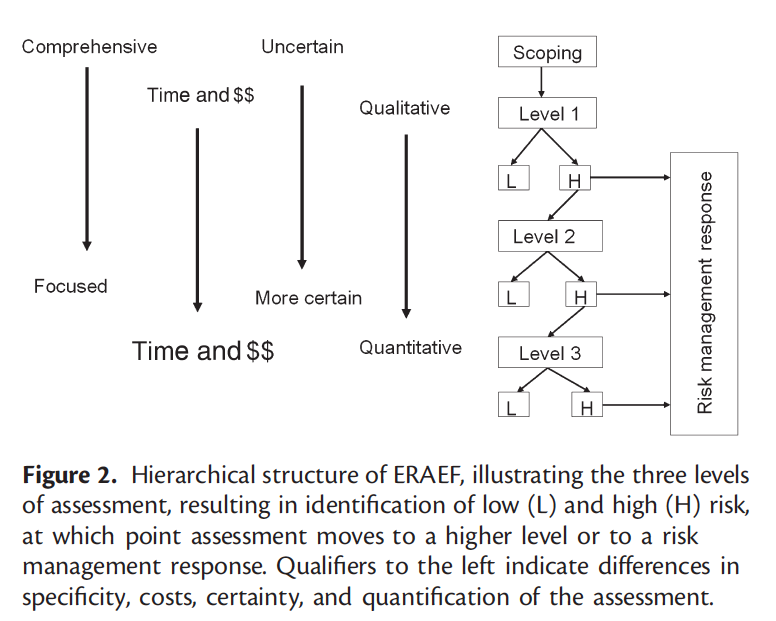 Comprehensive
Uncertain
Scoping
Time and $$
Qualitative
Level 1
L
H
Level 2
Focused
L
H
More certain
Time and $$
Quantitative
Level 3
L
H
Risk management response
Figure 2. Hierarchical structure of ERAEF, illustrating the three levels
of assessment, resulting in identification of low (L) and high (H) risk,
at which point assessment moves to a higher level or to a risk
management response. Qualifiers to the left indicate differences in
specificity, costs, certainty, and quantification of the assessment.